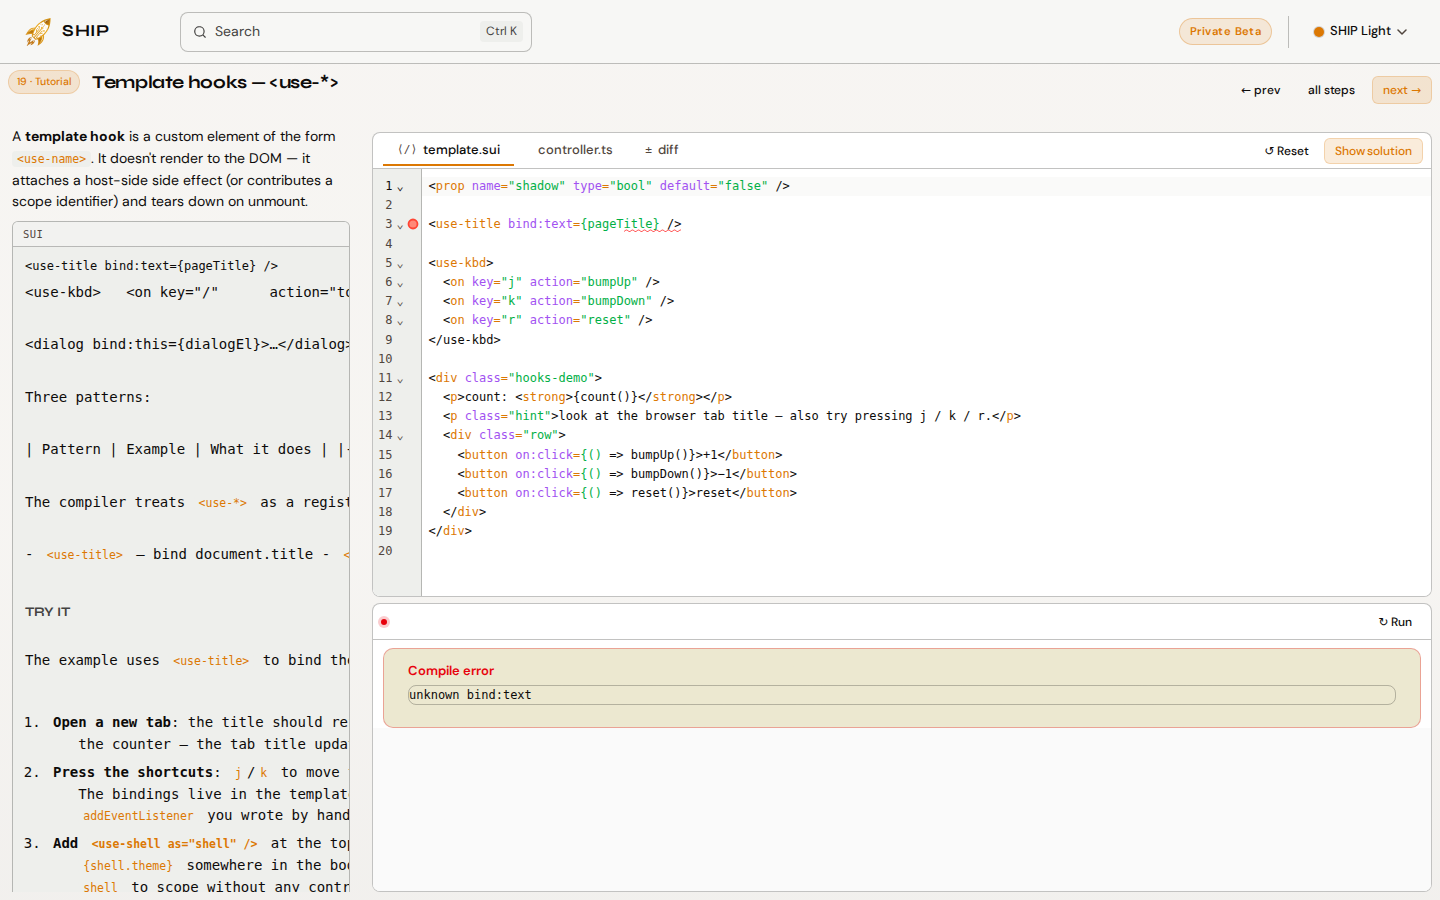 SHIP
Search
Ctrl K
Private Beta
SHIP Light
19 · Tutorial
Template hooks — <use-*>
← prev
all steps
next →
A template hook is a custom element of the form
<use-name> . It doesn't render to the DOM — it
attaches a host-side side effect (or contributes a
scope identifier) and tears down on unmount.
SUI
<use-title bind:text={pageTitle} />
<use-kbd>   <on key="/"      action="to
<dialog bind:this={dialogEl}>…</dialog>
Three patterns:
| Pattern | Example | What it does | |-
The compiler treats <use-*> as a regist
- <use-title> — bind document.title - <
TRY IT
The example uses <use-title> to bind the
1. Open a new tab: the title should re
the counter — the tab title upda
2. Press the shortcuts: j / k to move
The bindings live in the templat
addEventListener you wrote by hand
3. Add <use-shell as="shell" /> at the top
{shell.theme} somewhere in the bod
shell to scope without any contr
template.sui
controller.ts
± diff
↺ Reset
Show solution
1 <prop name="shadow" type="bool" default="false" />
2
3 <use-title bind:text={pageTitle} />
4
5 <use-kbd>
6   <on key="j" action="bumpUp" />
7   <on key="k" action="bumpDown" />
8   <on key="r" action="reset" />
9 </use-kbd>
10
11 <div class="hooks-demo">
12   <p>count: <strong>{count()}</strong></p>
13   <p class="hint">look at the browser tab title — also try pressing j / k / r.</p>
14   <div class="row">
15     <button on:click={() => bumpUp()}>+1</button>
16     <button on:click={() => bumpDown()}>−1</button>
17     <button on:click={() => reset()}>reset</button>
18   </div>
19 </div>
20
↻ Run
Compile error
unknown bind:text